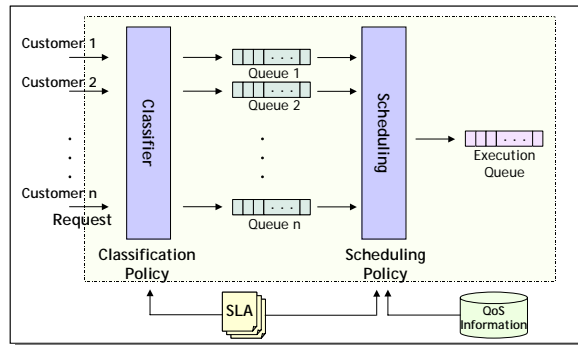 Customer 1
Customer 2
Customer n
Request
Classifier
Classification
Policy
. . .
Queue 1
. . .
Queue 2
. . .
Queue n
Scheduling
Scheduling
Policy
. . .
Execution
Queue
SLA
QoS
Information